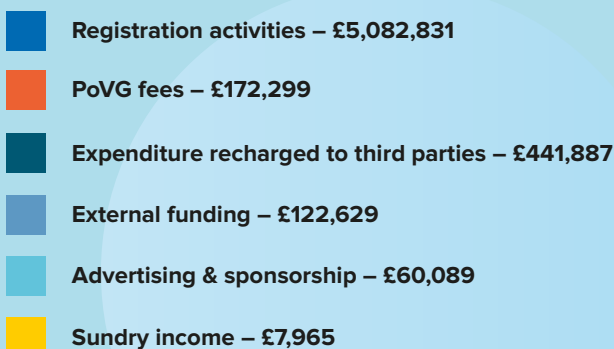 Registration activities – £5,082,831
PoVG fees – £172,299
Expenditure recharged to third parties – £441,887
External funding – £122,629
Advertising & sponsorship – £60,089
Sundry income – £7,965